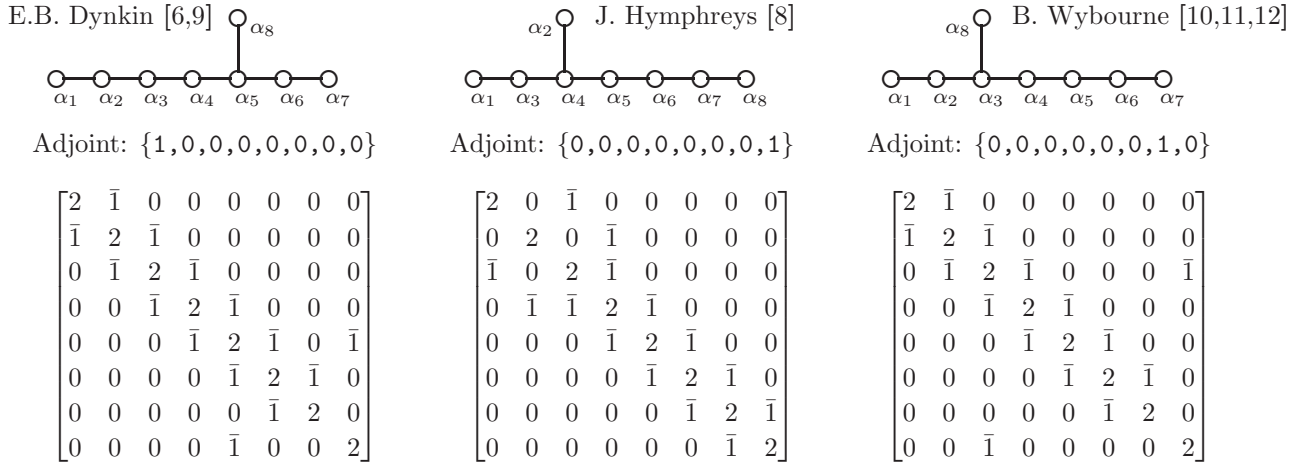 E.B. Dynkin [6,9]
α₈
α₁ α₂ α₃ α₄ α₅ α₆ α₇
Adjoint: {1,0,0,0,0,0,0,0}
2 1̄ 0 0 0 0 0 0
1̄ 2 1̄ 0 0 0 0 0
0 1̄ 2 1̄ 0 0 0 0
0 0 1̄ 2 1̄ 0 0 0
0 0 0 1̄ 2 1̄ 0 1̄
0 0 0 0 1̄ 2 1̄ 0
0 0 0 0 0 1̄ 2 0
0 0 0 0 1̄ 0 0 2
J. Hymphreys [8]
α₂
α₁ α₃ α₄ α₅ α₆ α₇ α₈
Adjoint: {0,0,0,0,0,0,0,1}
2 0 1̄ 0 0 0 0 0
0 2 0 1̄ 0 0 0 0
1̄ 0 2 1̄ 0 0 0 0
0 1̄ 1̄ 2 1̄ 0 0 0
0 0 0 1̄ 2 1̄ 0 0
0 0 0 0 1̄ 2 1̄ 0
0 0 0 0 0 1̄ 2 1̄
0 0 0 0 0 0 1̄ 2
B. Wybourne [10,11,12]
α₈
α₁ α₂ α₃ α₄ α₅ α₆ α₇
Adjoint: {0,0,0,0,0,0,1,0}
2 1̄ 0 0 0 0 0 0
1̄ 2 1̄ 0 0 0 0 0
0 1̄ 2 1̄ 0 0 0 1̄
0 0 1̄ 2 1̄ 0 0 0
0 0 0 1̄ 2 1̄ 0 0
0 0 0 0 1̄ 2 1̄ 0
0 0 0 0 0 1̄ 2 0
0 0 1̄ 0 0 0 0 2